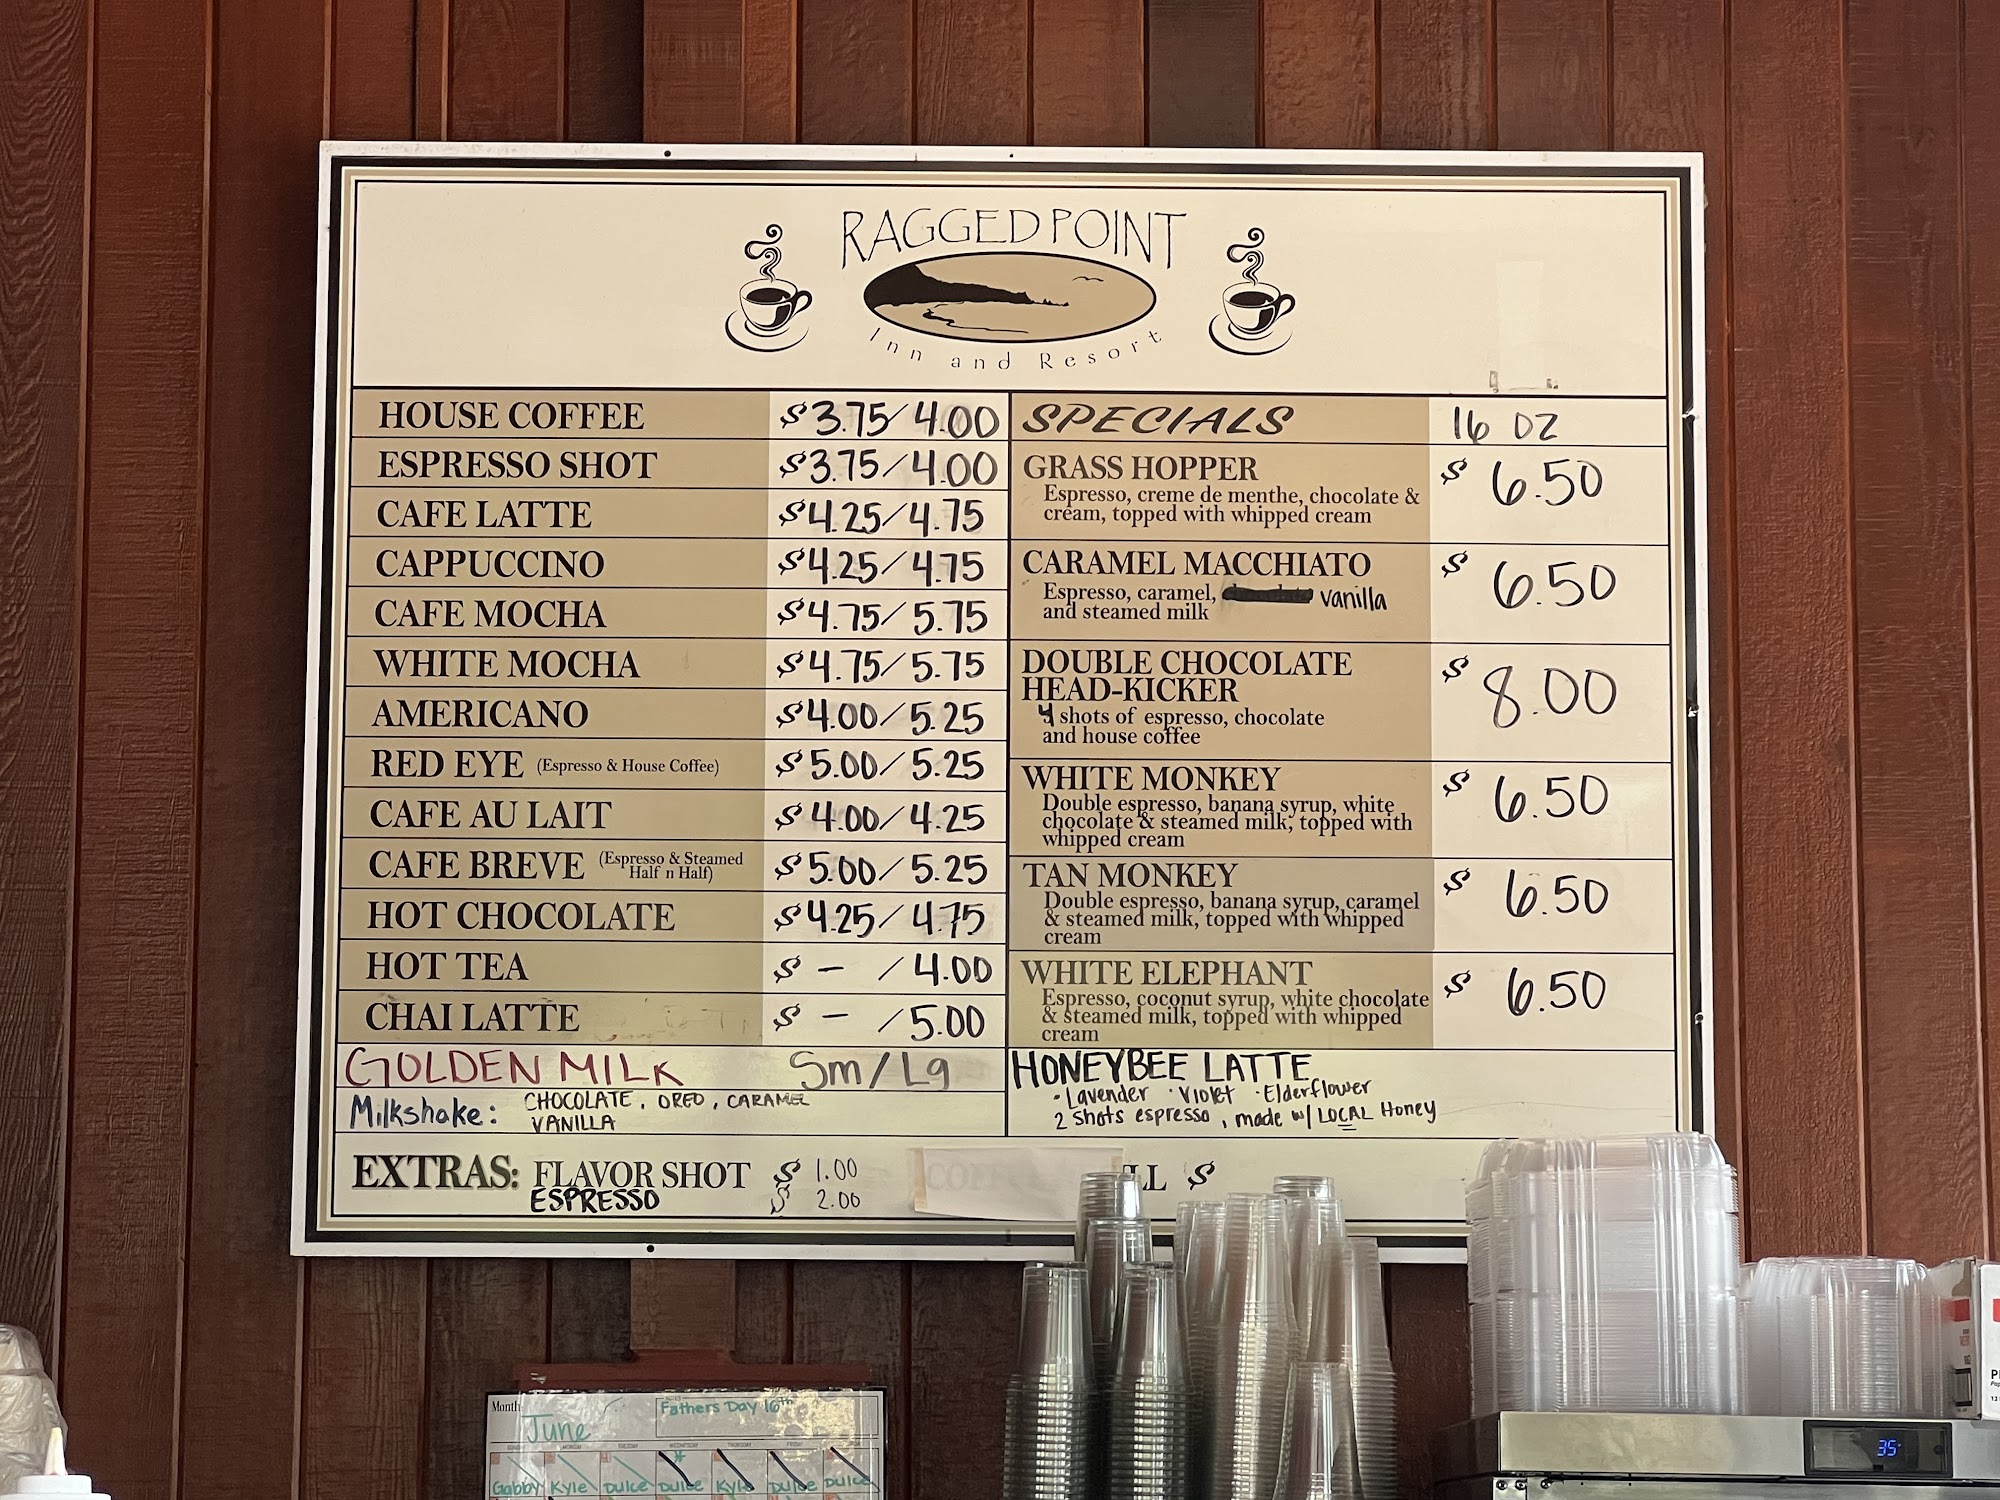 RAGGED POINT
Inn and Resort
HOUSE COFFEE $3.75/4.00
ESPRESSO SHOT $3.75/4.00
CAFE LATTE $4.25/4.75
CAPPUCCINO $4.25/4.75
CAFE MOCHA $4.75/5.75
WHITE MOCHA $4.75/5.75
AMERICANO $4.00/5.25
RED EYE (Espresso & House Coffee) $5.00/5.25
CAFE AU LAIT $4.00/4.25
CAFE BREVE (Espresso & Steamed
Half n Half) $5.00/5.25
HOT CHOCOLATE $4.25/4.75
HOT TEA $ - /4.00
CHAI LATTE $ - /5.00
GOLDEN MILK Sm/Lg
Milkshake: CHOCOLATE, OREO, CARAMEL
VANILLA
SPECIALS 16 OZ
GRASS HOPPER $ 6.50
Espresso, creme de menthe, chocolate &
cream, topped with whipped cream
CARAMEL MACCHIATO $ 6.50
Espresso, caramel, vanilla
and steamed milk
DOUBLE CHOCOLATE $ 8.00
HEAD-KICKER
4 shots of espresso, chocolate
and house coffee
WHITE MONKEY $ 6.50
Double espresso, banana syrup, white
chocolate & steamed milk, topped with
whipped cream
TAN MONKEY $ 6.50
Double espresso, banana syrup, caramel
& steamed milk, topped with whipped
cream
WHITE ELEPHANT $ 6.50
Espresso, coconut syrup, white chocolate
& steamed milk, topped with whipped
cream
HONEYBEE LATTE
· Lavender · Violet · Elderflower
2 shots espresso, made w/ LOCAL Honey
EXTRAS: FLAVOR SHOT $ 1.00
ESPRESSO $ 2.00
LL $
Month
June
Fathers Day 16th
Gabby Kyle Dulce Dulce Kyle Dulce Dulce
35°